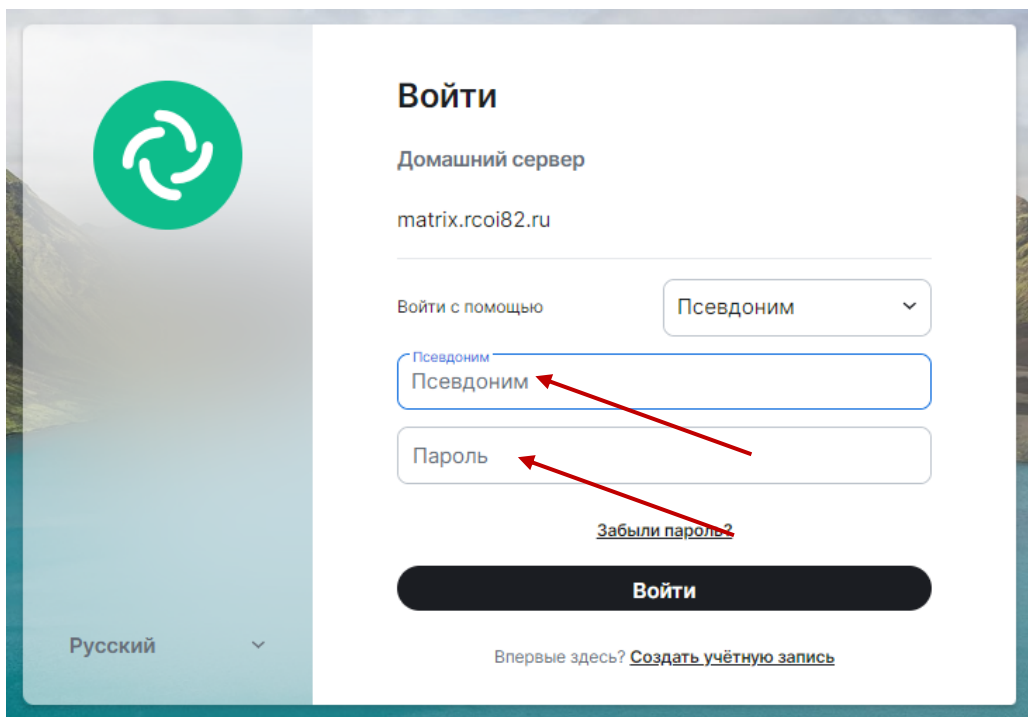 Войти
Домашний сервер
matrix.rcoi82.ru
Войти с помощью
Псевдоним
Псевдоним
Псевдоним
Пароль
Забыли пароль?
Войти
Русский
Впервые здесь? Создать учётную запись